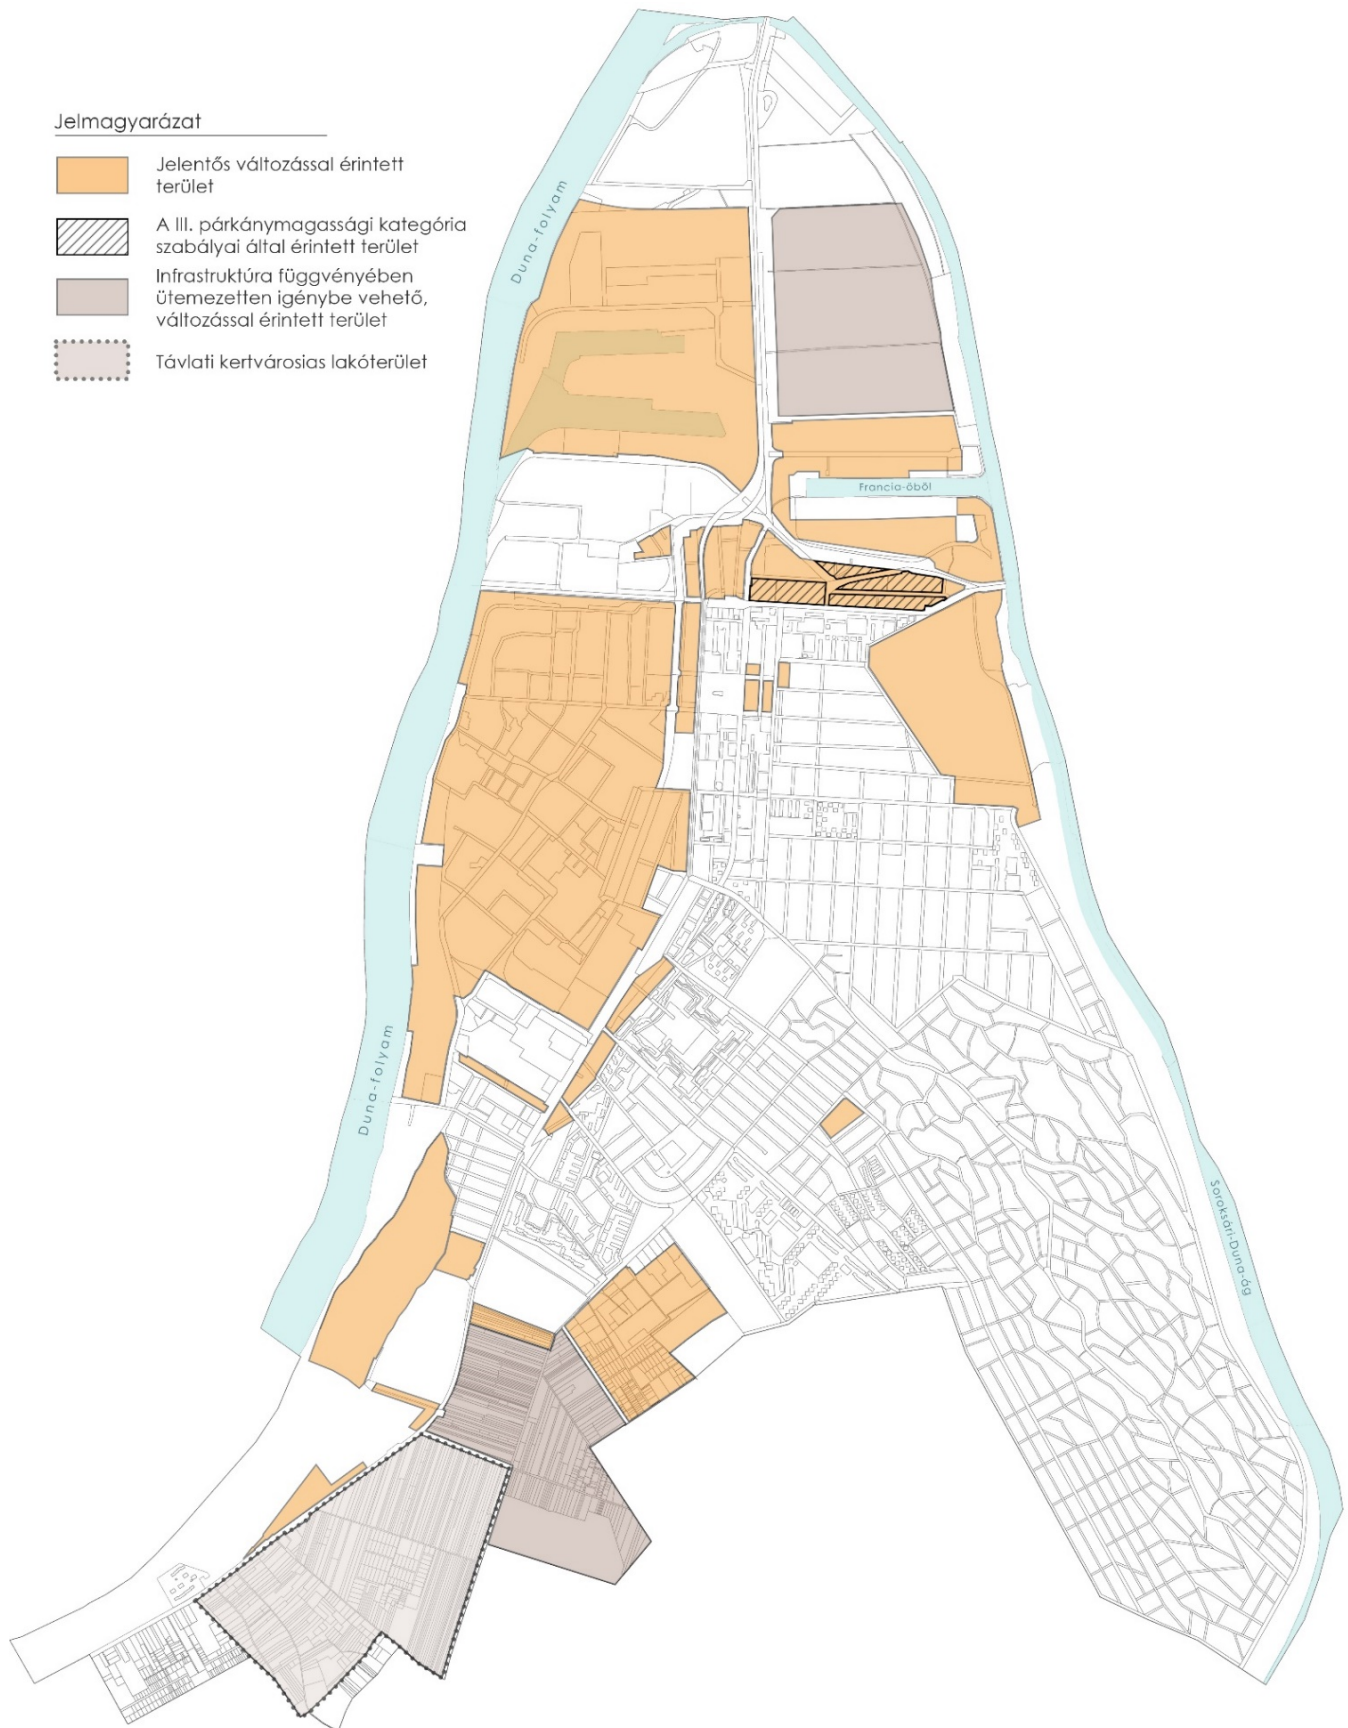 Jelmagyarázat
Jelentős változással érintett
terület
A III. párkánymagassági kategória
szabályai által érintett terület
Infrastruktúra függvényében
ütemezetten igénybe vehető,
változással érintett terület
Távlati kertvárosias lakóterület
Duna-folyam
Francia-öböl
Duna-folyam
Soroksári-Duna-ág